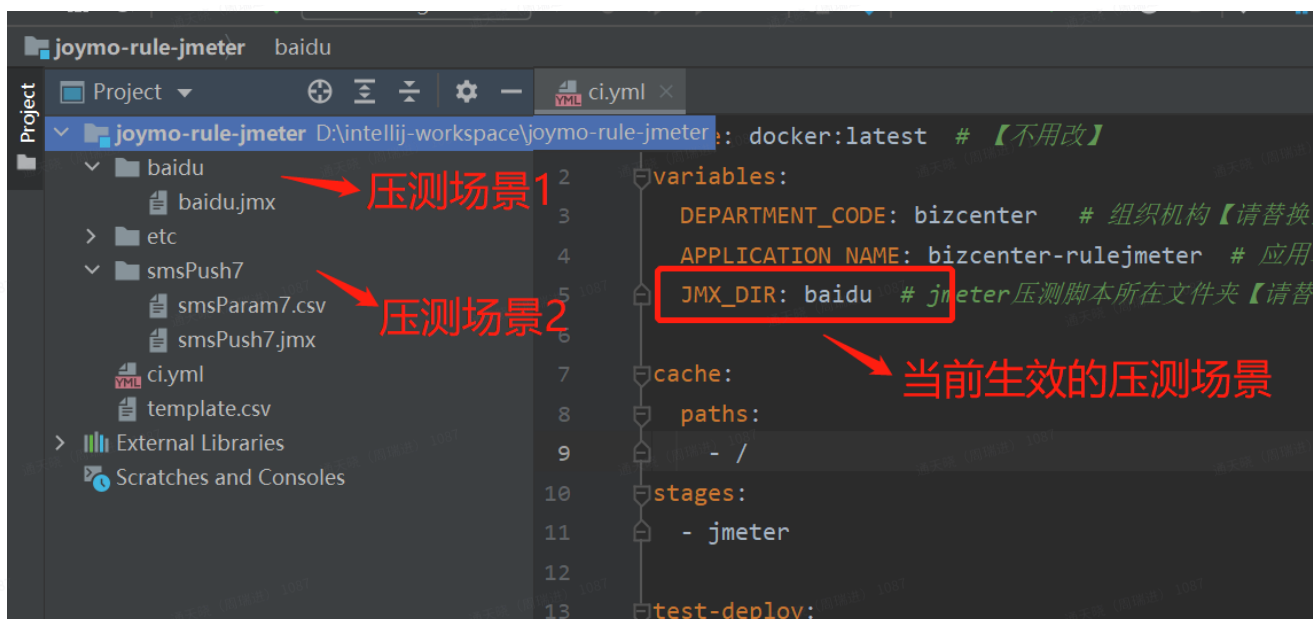 joymo-rule-jmeter baidu
Project
Project
ci.yml
joymo-rule-jmeter D:\intellij-workspace\joymo-rule-jmeter
: docker:latest # 【不用改】
baidu
压测场景1
2 variables:
baidu.jmx
3 DEPARTMENT_CODE: bizcenter # 组织机构【请替换
etc
4 APPLICATION_NAME: bizcenter-rulejmeter # 应用
smsPush7
5 JMX_DIR: baidu # jmeter压测脚本所在文件夹【请替
smsParam7.csv
压测场景2
6
smsPush7.jmx
ci.yml
7 cache:
当前生效的压测场景
template.csv
8 paths:
External Libraries
9 - /
Scratches and Consoles
10 stages:
11 - jmeter
12
13 test-deploy: